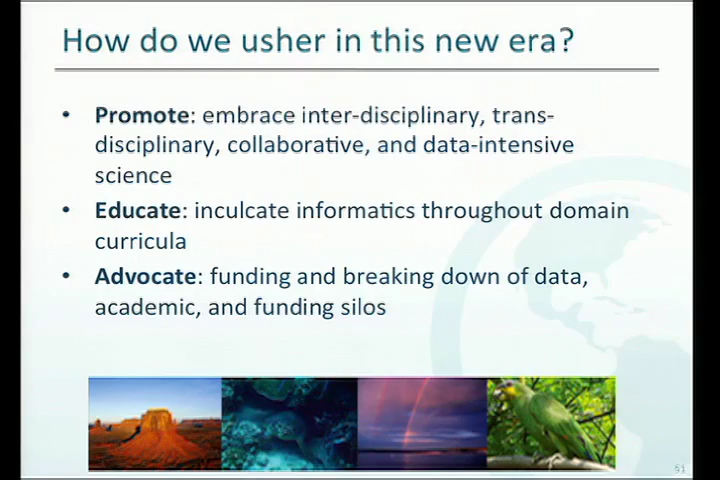 How do we usher in this new era?
• Promote: embrace inter-disciplinary, trans-
disciplinary, collaborative, and data-intensive
science
• Educate: inculcate informatics throughout domain
curricula
• Advocate: funding and breaking down of data,
academic, and funding silos
51